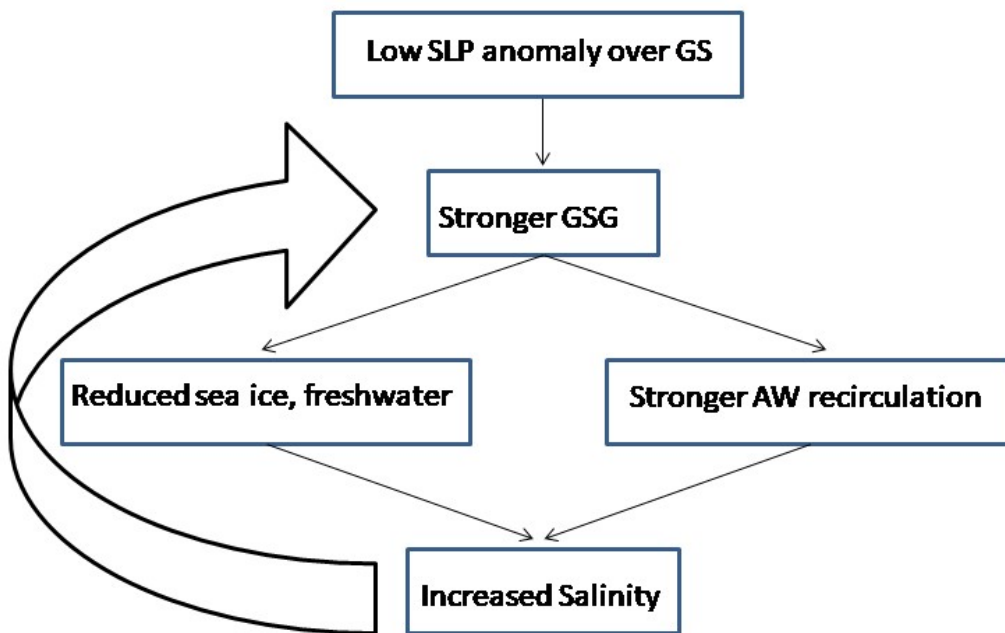 Low SLP anomaly over GS
Stronger GSG
Reduced sea ice, freshwater
Stronger AW recirculation
Increased Salinity